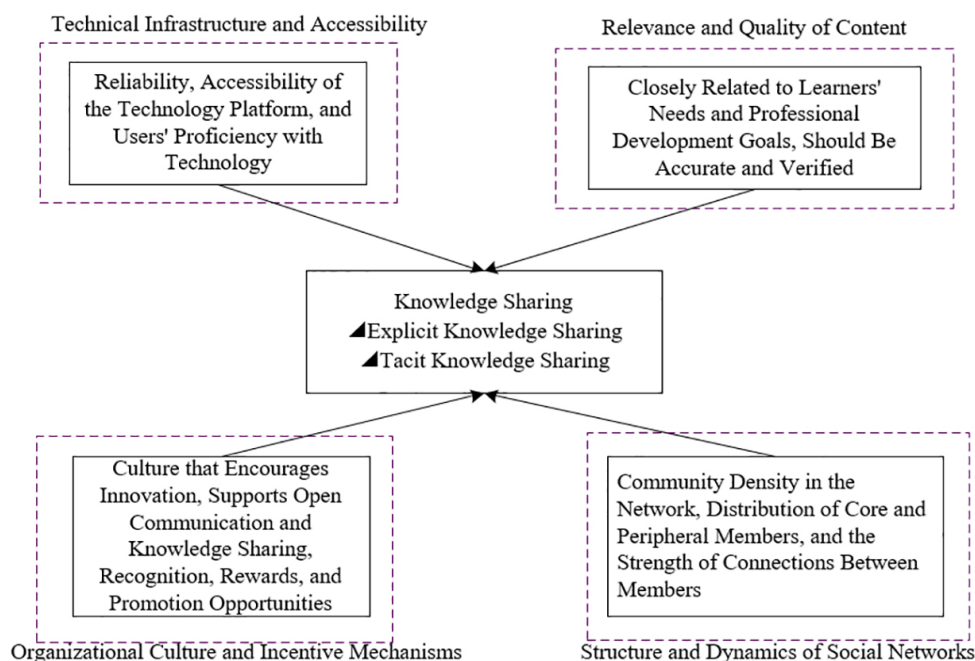 Technical Infrastructure and Accessibility
Reliability, Accessibility of
the Technology Platform, and
Users' Proficiency with
Technology
Relevance and Quality of Content
Closely Related to Learners'
Needs and Professional
Development Goals, Should Be
Accurate and Verified
Knowledge Sharing
◢Explicit Knowledge Sharing
◢Tacit Knowledge Sharing
Culture that Encourages
Innovation, Supports Open
Communication and
Knowledge Sharing,
Recognition, Rewards, and
Promotion Opportunities
Organizational Culture and Incentive Mechanisms
Community Density in the
Network, Distribution of Core and
Peripheral Members, and the
Strength of Connections Between
Members
Structure and Dynamics of Social Networks